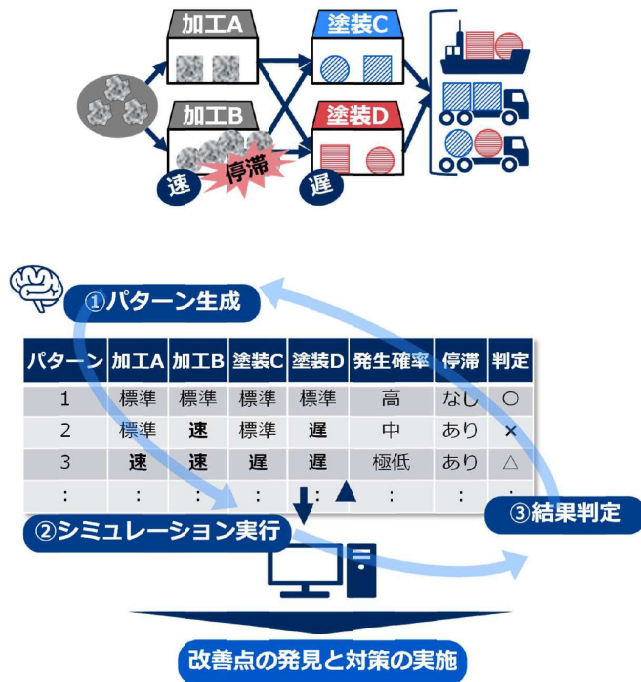 加工A
塗装C
加工B
塗装D
停滞
速
遅
①パターン生成
パターン 加工A 加工B 塗装C 塗装D 発生確率 停滞 判定
1 標準 標準 標準 標準 高 なし ○
2 標準 速 標準 遅 中 あり ×
3 速 速 遅 遅 極低 あり △
: : : : : : : :
②シミュレーション実行
③結果判定
改善点の発見と対策の実施